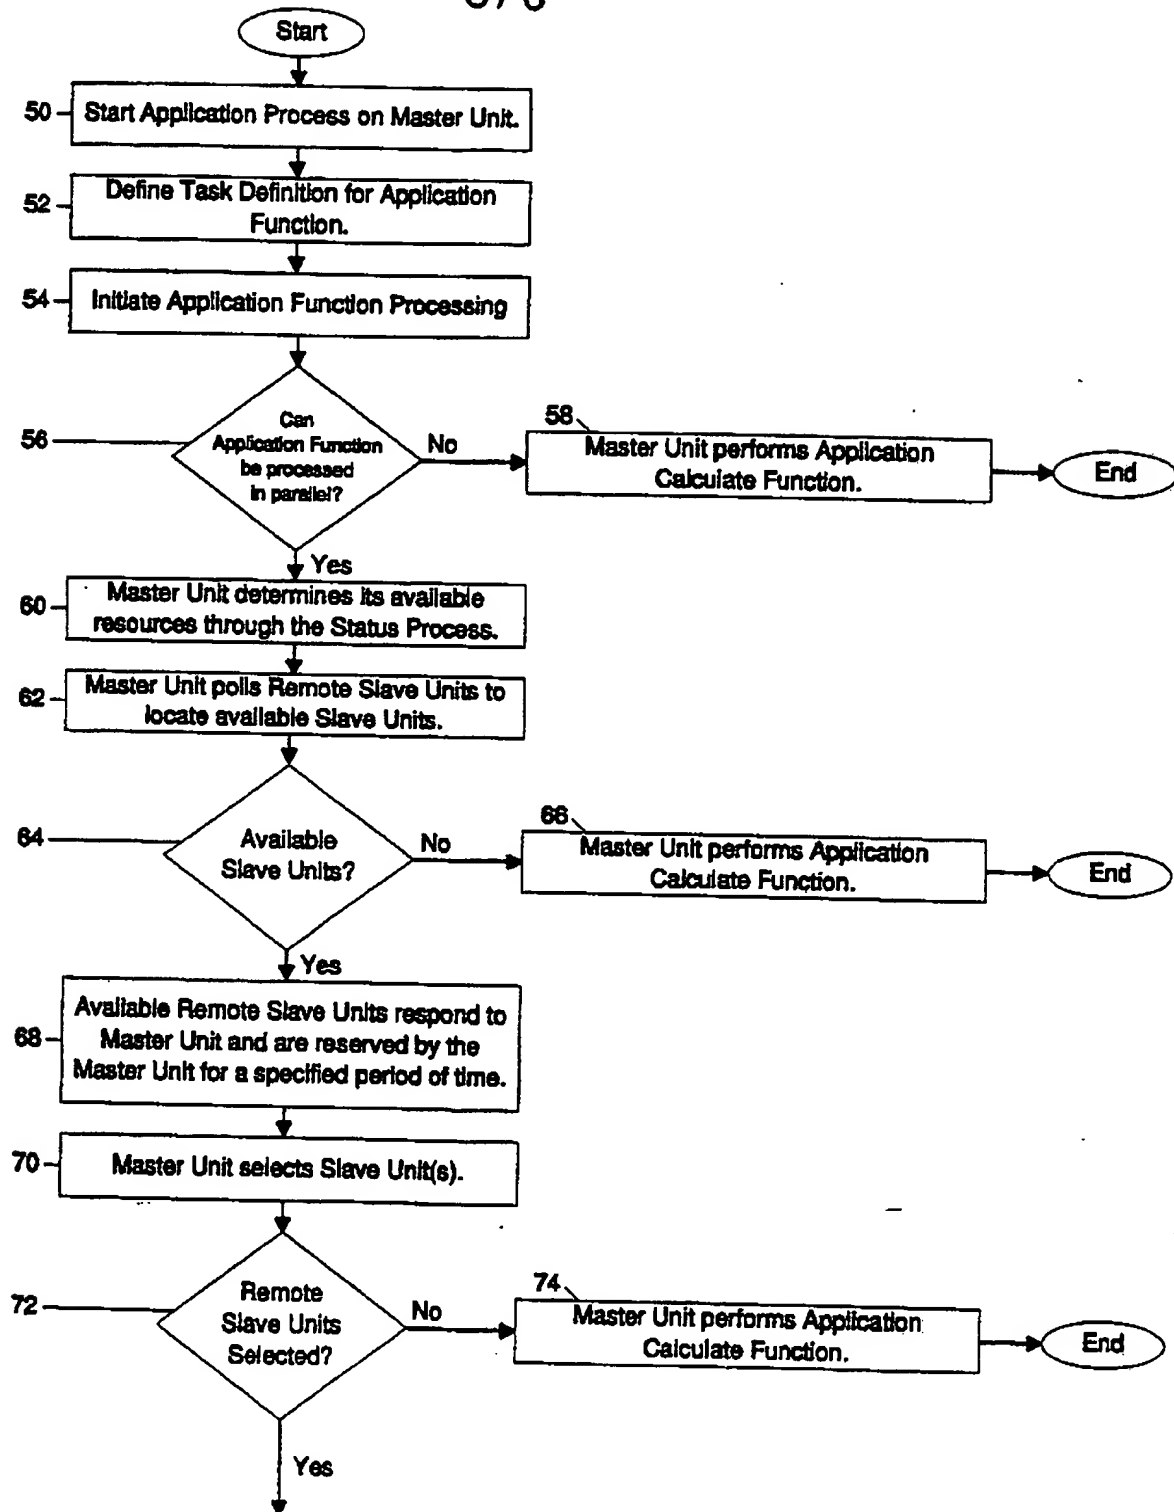 Start
50
Start Application Process on Master Unit.
52
Define Task Definition for Application
Function.
54
Initiate Application Function Processing
56
Can
Application Function
be processed
in parallel?
No
58
Master Unit performs Application
Calculate Function.
End
Yes
60
Master Unit determines its available
resources through the Status Process.
62
Master Unit polls Remote Slave Units to
locate available Slave Units.
64
Available
Slave Units?
No
66
Master Unit performs Application
Calculate Function.
End
Yes
68
Available Remote Slave Units respond to
Master Unit and are reserved by the
Master Unit for a specified period of time.
70
Master Unit selects Slave Unit(s).
72
Remote
Slave Units
Selected?
No
74
Master Unit performs Application
Calculate Function.
End
Yes